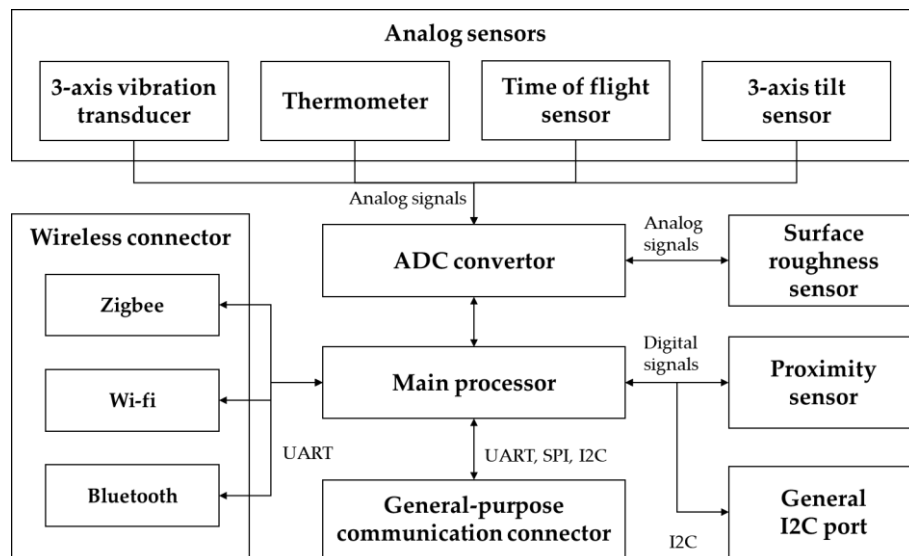 Analog sensors
3-axis vibration
transducer
Thermometer
Time of flight
sensor
3-axis tilt
sensor
Analog signals
Wireless connector
Zigbee
Wi-fi
Bluetooth
UART
ADC convertor
Analog
signals
Surface
roughness
sensor
Main processor
Digital
signals
Proximity
sensor
UART, SPI, I2C
General-purpose
communication connector
I2C
General
I2C port